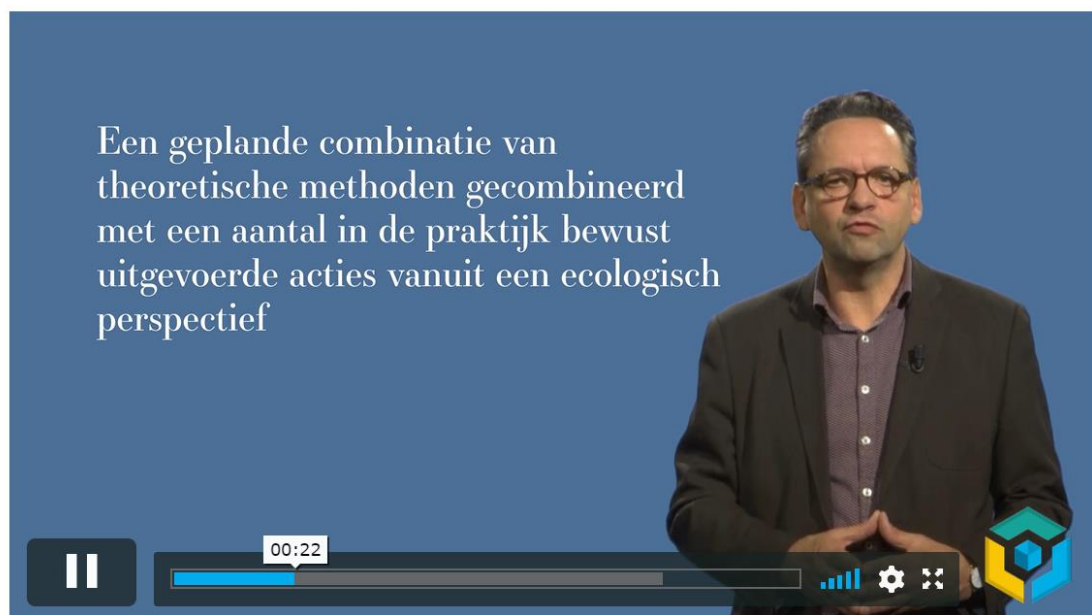 Een geplande combinatie van
theoretische methoden gecombineerd
met een aantal in de praktijk bewust
uitgevoerde acties vanuit een ecologisch
perspectief
00:22